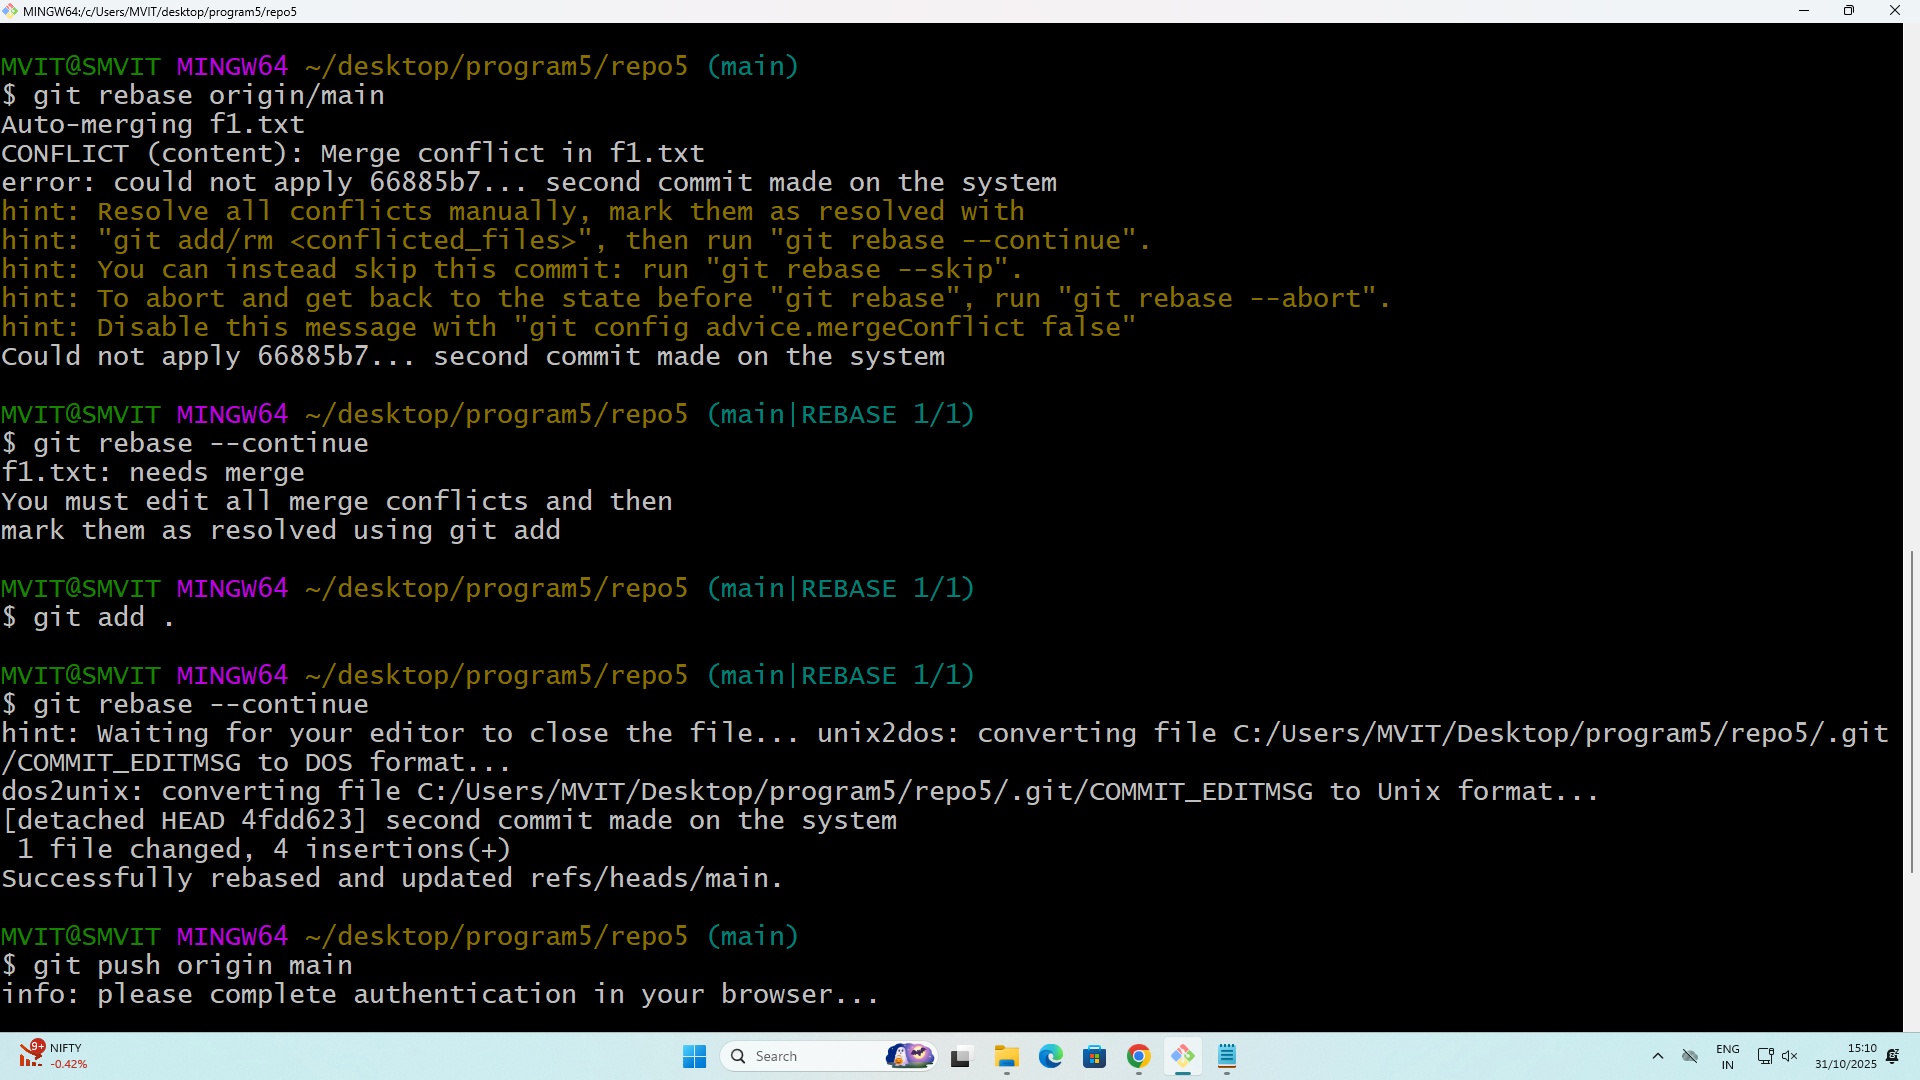 MINGW64:/c/Users/MVIT/desktop/program5/repo5
MVIT@SMVIT MINGW64 ~/desktop/program5/repo5 (main)
$ git rebase origin/main
Auto-merging f1.txt
CONFLICT (content): Merge conflict in f1.txt
error: could not apply 66885b7... second commit made on the system
hint: Resolve all conflicts manually, mark them as resolved with
hint: "git add/rm <conflicted_files>", then run "git rebase --continue".
hint: You can instead skip this commit: run "git rebase --skip".
hint: To abort and get back to the state before "git rebase", run "git rebase --abort".
hint: Disable this message with "git config advice.mergeConflict false"
Could not apply 66885b7... second commit made on the system
MVIT@SMVIT MINGW64 ~/desktop/program5/repo5 (main|REBASE 1/1)
$ git rebase --continue
f1.txt: needs merge
You must edit all merge conflicts and then
mark them as resolved using git add
MVIT@SMVIT MINGW64 ~/desktop/program5/repo5 (main|REBASE 1/1)
$ git add .
MVIT@SMVIT MINGW64 ~/desktop/program5/repo5 (main|REBASE 1/1)
$ git rebase --continue
hint: Waiting for your editor to close the file... unix2dos: converting file C:/Users/MVIT/Desktop/program5/repo5/.git
/COMMIT_EDITMSG to DOS format...
dos2unix: converting file C:/Users/MVIT/Desktop/program5/repo5/.git/COMMIT_EDITMSG to Unix format...
[detached HEAD 4fdd623] second commit made on the system
 1 file changed, 4 insertions(+)
Successfully rebased and updated refs/heads/main.
MVIT@SMVIT MINGW64 ~/desktop/program5/repo5 (main)
$ git push origin main
info: please complete authentication in your browser...
9+
NIFTY
-0.42%
Search
ENG
IN
15:10
31/10/2025